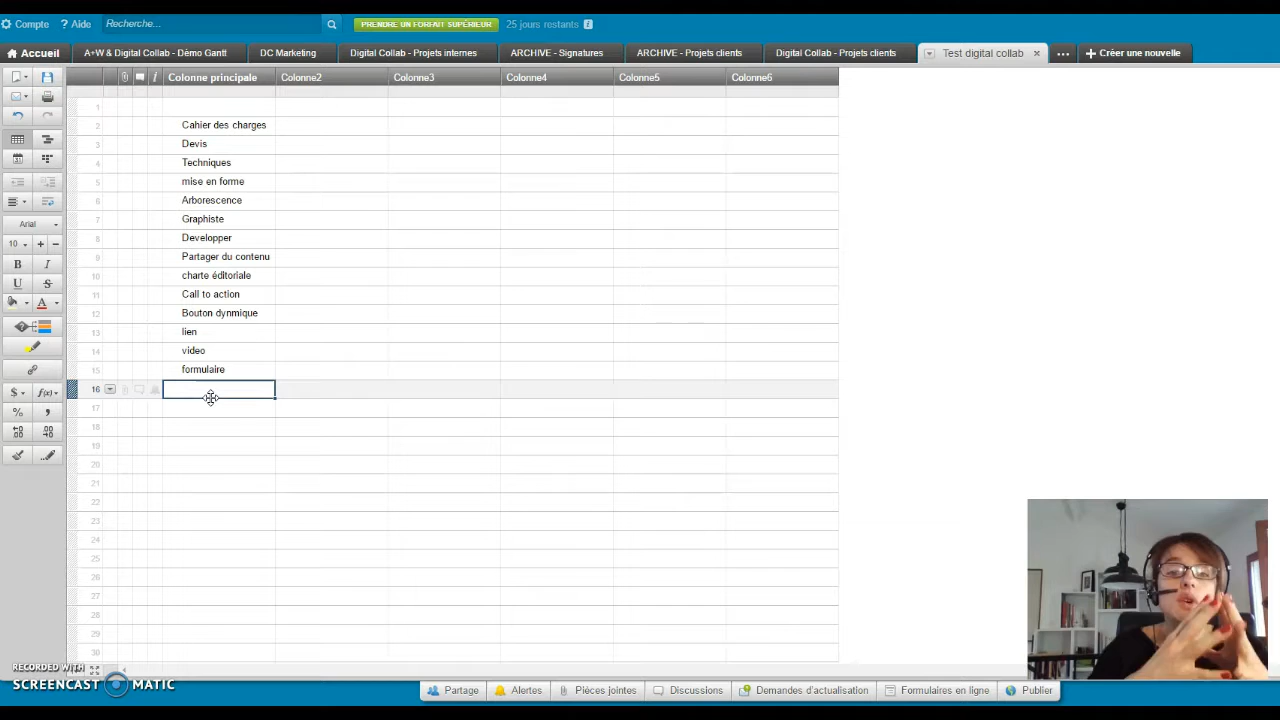 Compte ? Aide Recherche... PRENDRE UN FORFAIT SUPÉRIEUR 25 jours restants i
Accueil A+W & Digital Collab - Démo Gantt DC Marketing Digital Collab - Projets internes ARCHIVE - Signatures ARCHIVE - Projets clients Digital Collab - Projets clients Test digital collab × ... + Créer une nouvelle
i Colonne principale Colonne2 Colonne3 Colonne4 Colonne5 Colonne6
1
2 Cahier des charges
3 Devis
4 Techniques
5 mise en forme
6 Arborescence
7 Graphiste
8 Developper
9 Partager du contenu
10 charte éditoriale
11 Call to action
12 Bouton dynmique
13 lien
14 video
15 formulaire
16
17
18
19
20
21
22
23
24
25
26
27
28
29
30
Arial
10 + −
B I
U S
A
?
$ f(x)
% ,
.0 .00
RECORDED WITH
SCREENCAST MATIC
Partage Alertes Pièces jointes Discussions Demandes d'actualisation Formulaires en ligne Publier